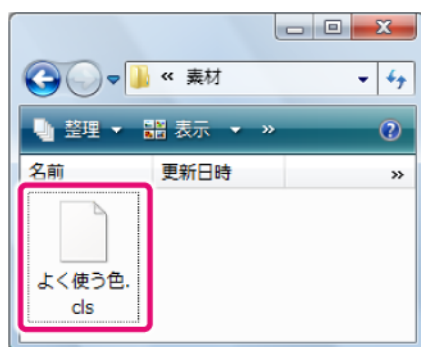 « 素材
整理 表示 »
名前 更新日時 »
よく使う色.
cls